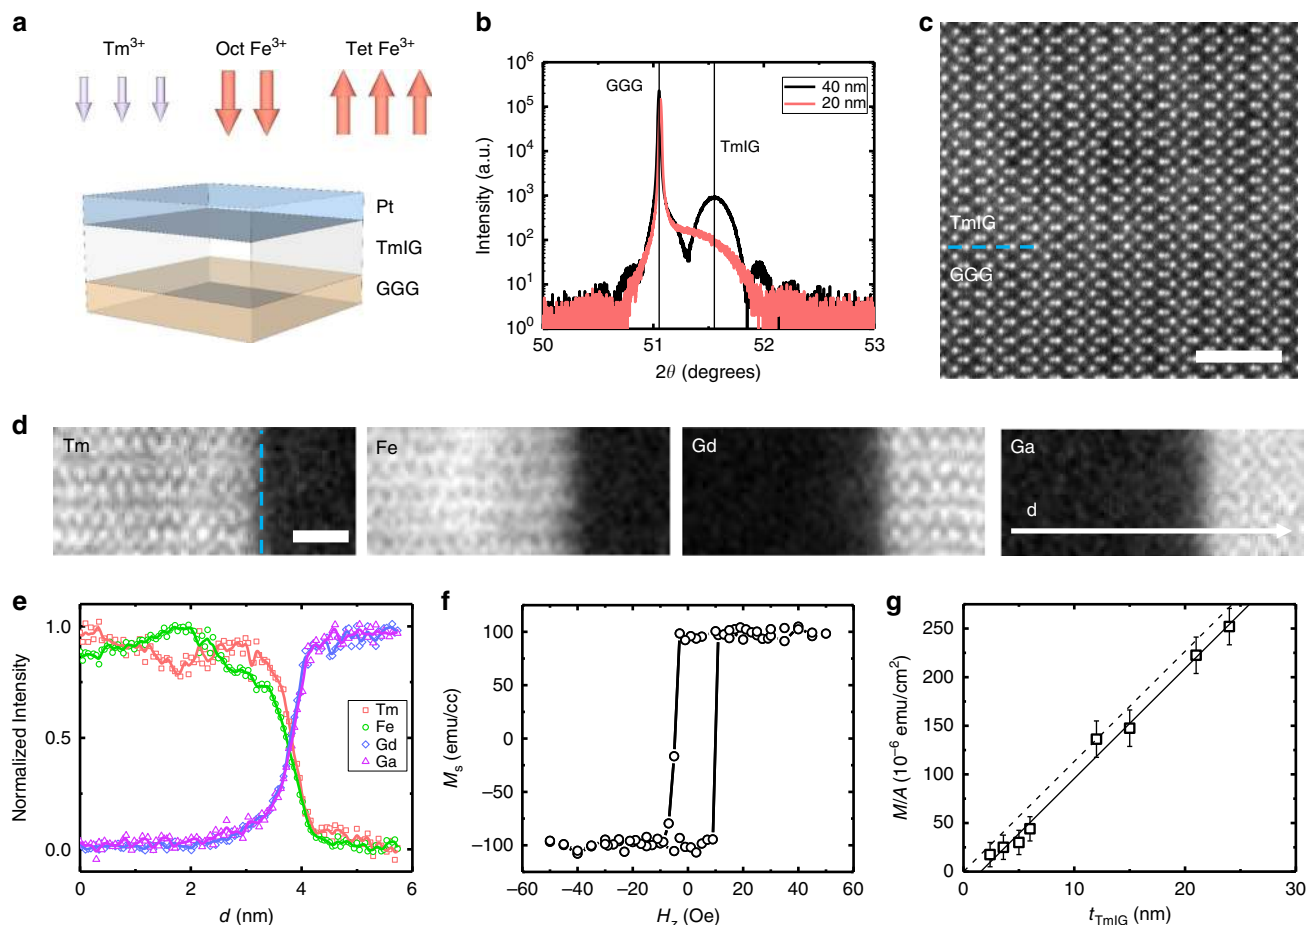 a
Tm3+
Oct Fe3+
Tet Fe3+
Pt
TmIG
GGG
b
GGG
TmIG
40 nm
20 nm
Intensity (a.u.)
10^6
10^5
10^4
10^3
10^2
10^1
10^0
50
51
52
53
2θ (degrees)
c
TmIG
GGG
d
Tm
Fe
Gd
Ga
d
e
Normalized Intensity
1.0
0.5
0.0
Tm
Fe
Gd
Ga
0
2
4
6
d (nm)
f
Ms (emu/cc)
100
50
0
−50
−100
−60
−40
−20
0
20
40
60
Hz (Oe)
g
M/A (10−6 emu/cm2)
250
200
150
100
50
0
0
10
20
30
tTmIG (nm)